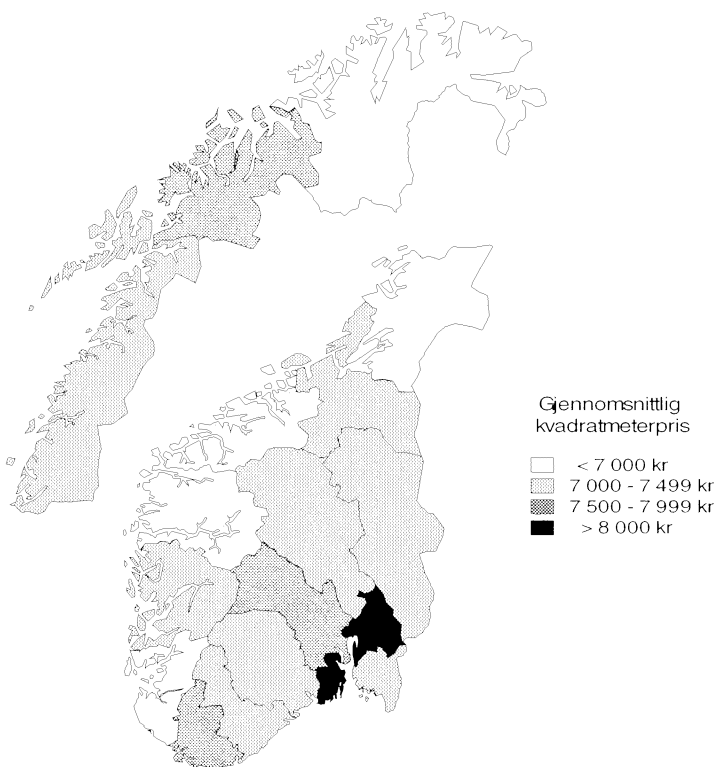 Gjennomsnittlig
kvadratmeterpris
< 7 000 kr
7 000 - 7 499 kr
7 500 - 7 999 kr
> 8 000 kr